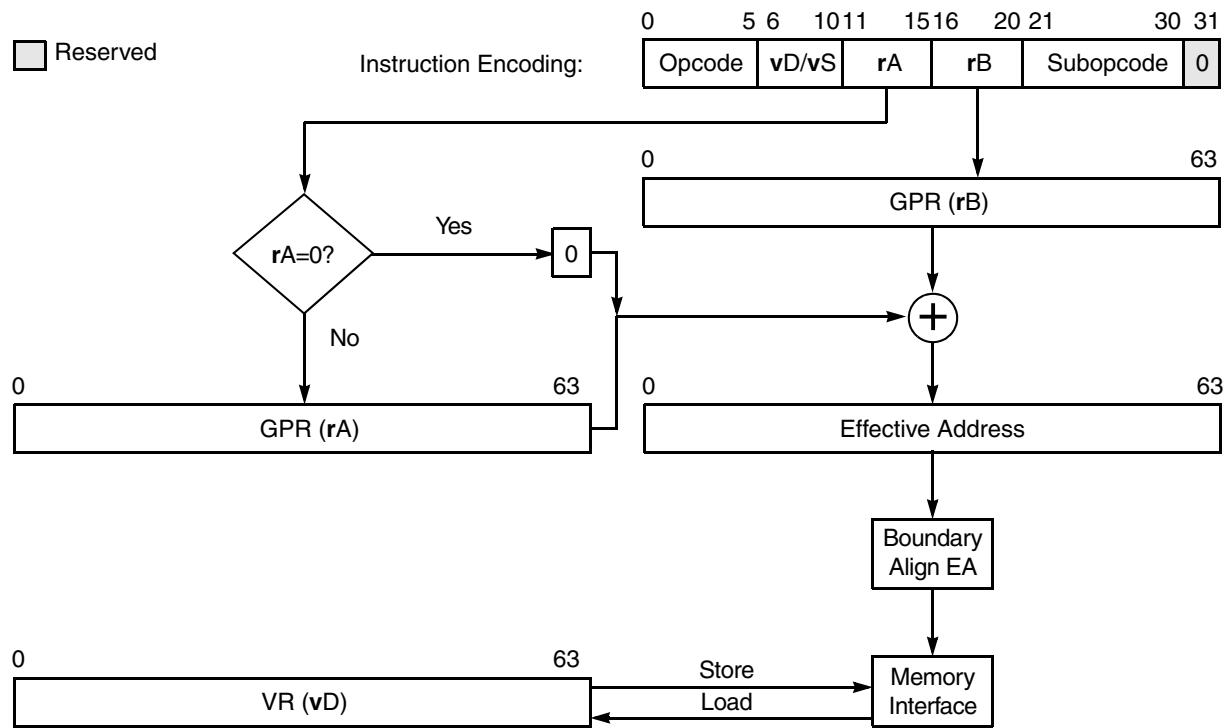 0 5 6 10 11 15 16 20 21 30 31
Reserved
Instruction Encoding:
Opcode vD/vS rA rB Subopcode 0
0 63
GPR (rB)
Yes
rA=0?
0
+
No
0 63
0 63
GPR (rA)
Effective Address
Boundary
Align EA
0 63
Store
Memory
VR (vD)
Load
Interface